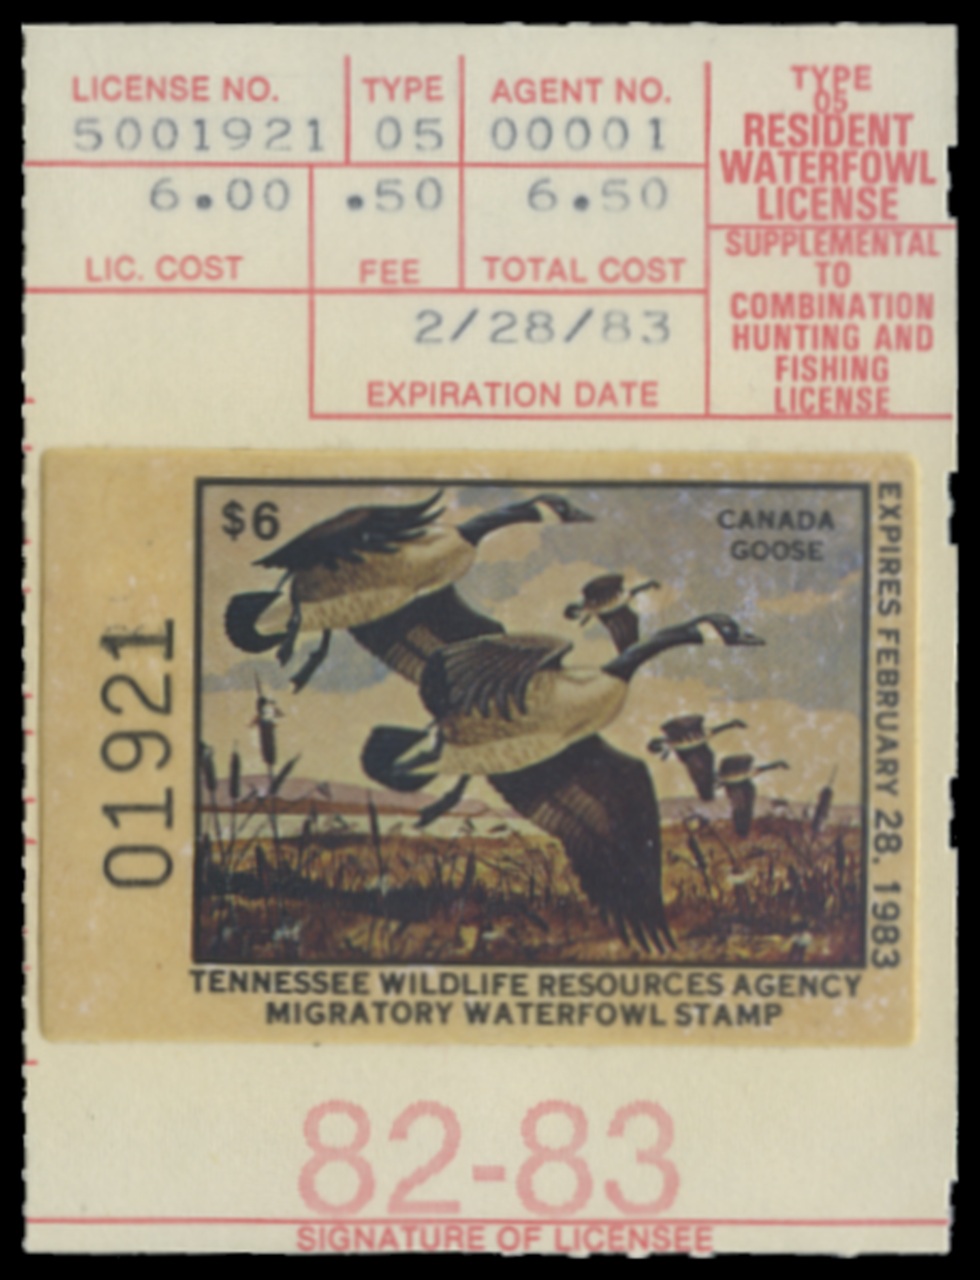 LICENSE NO. TYPE AGENT NO.
5001921 05 00001
6.00 .50 6.50
LIC. COST FEE TOTAL COST
2/28/83
EXPIRATION DATE
TYPE
05
RESIDENT
WATERFOWL
LICENSE
SUPPLEMENTAL
TO
COMBINATION
HUNTING AND
FISHING
LICENSE
01921
$6
CANADA
GOOSE
EXPIRES FEBRUARY 28, 1983
TENNESSEE WILDLIFE RESOURCES AGENCY
MIGRATORY WATERFOWL STAMP
82-83
SIGNATURE OF LICENSEE